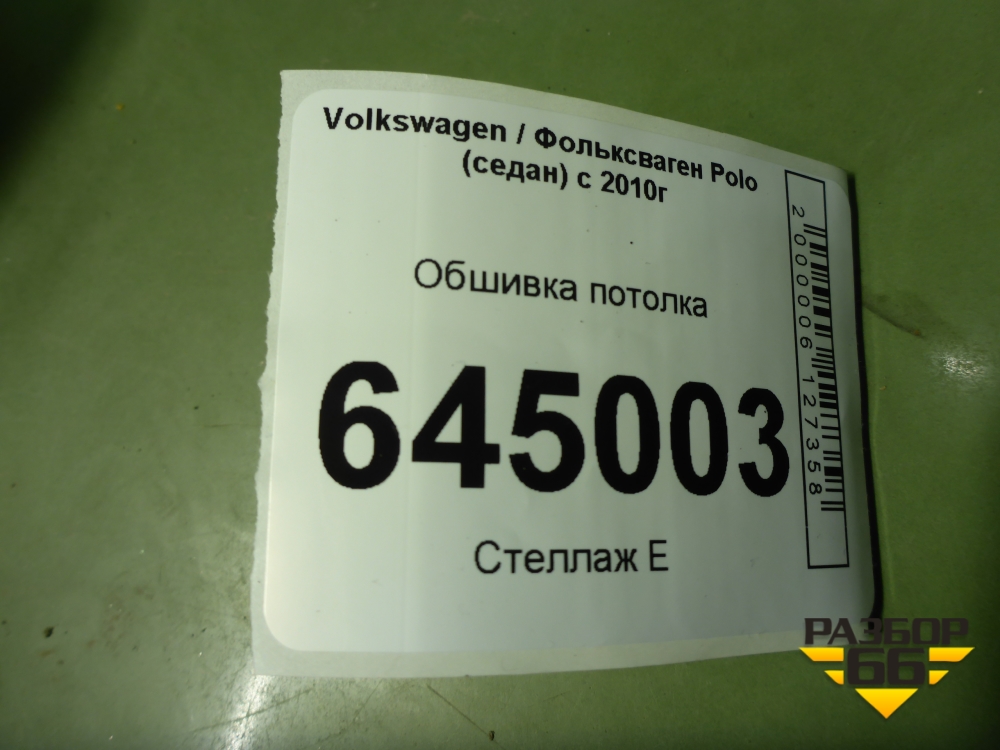 Volkswagen / Фольксваген Polo
(седан) с 2010г
Обшивка потолка
645003
Стеллаж Е
2000006127358
РАЗБОР
66